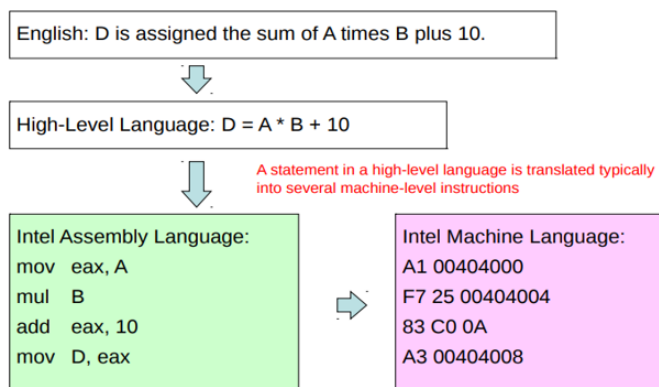 English: D is assigned the sum of A times B plus 10.
High-Level Language: D = A * B + 10
A statement in a high-level language is translated typically
into several machine-level instructions
Intel Assembly Language:
mov eax, A
mul B
add eax, 10
mov D, eax
Intel Machine Language:
A1 00404000
F7 25 00404004
83 C0 0A
A3 00404008